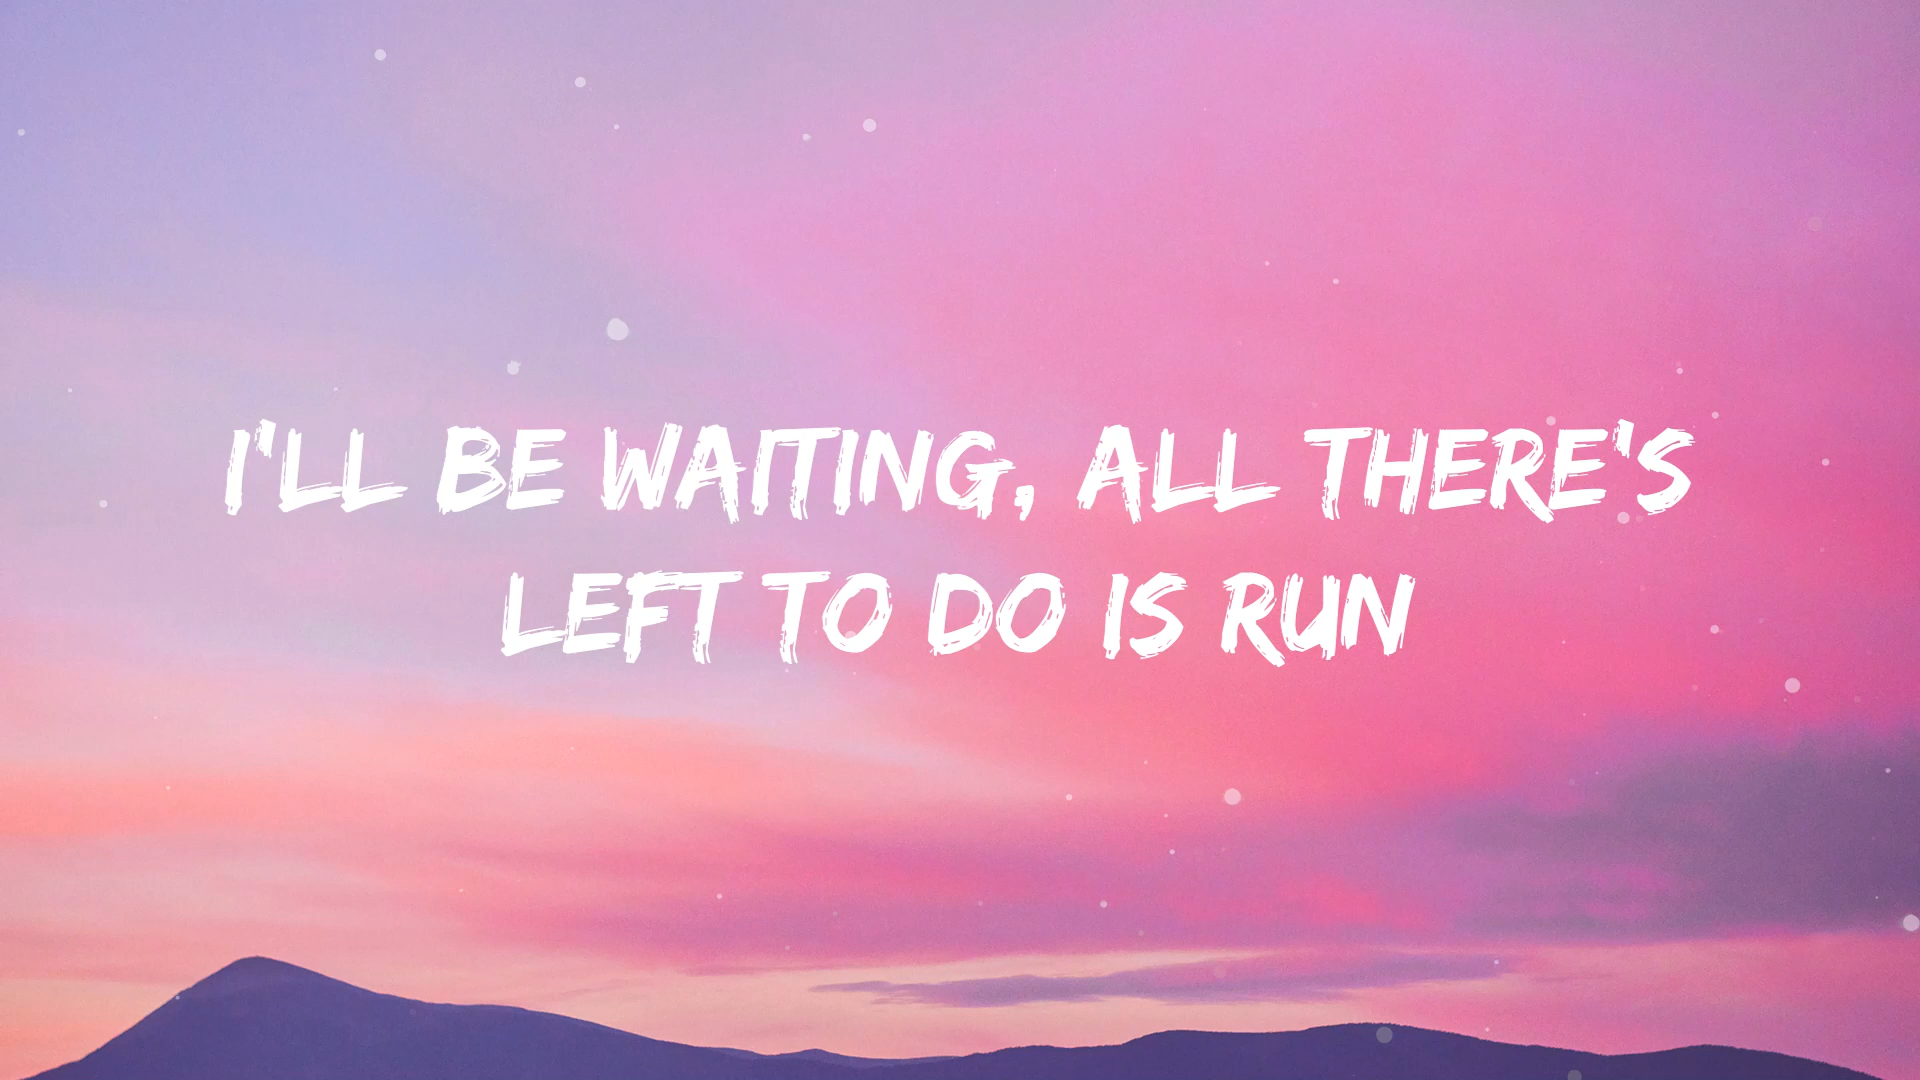 I'LL BE WAITING, ALL THERE'S
LEFT TO DO IS RUN